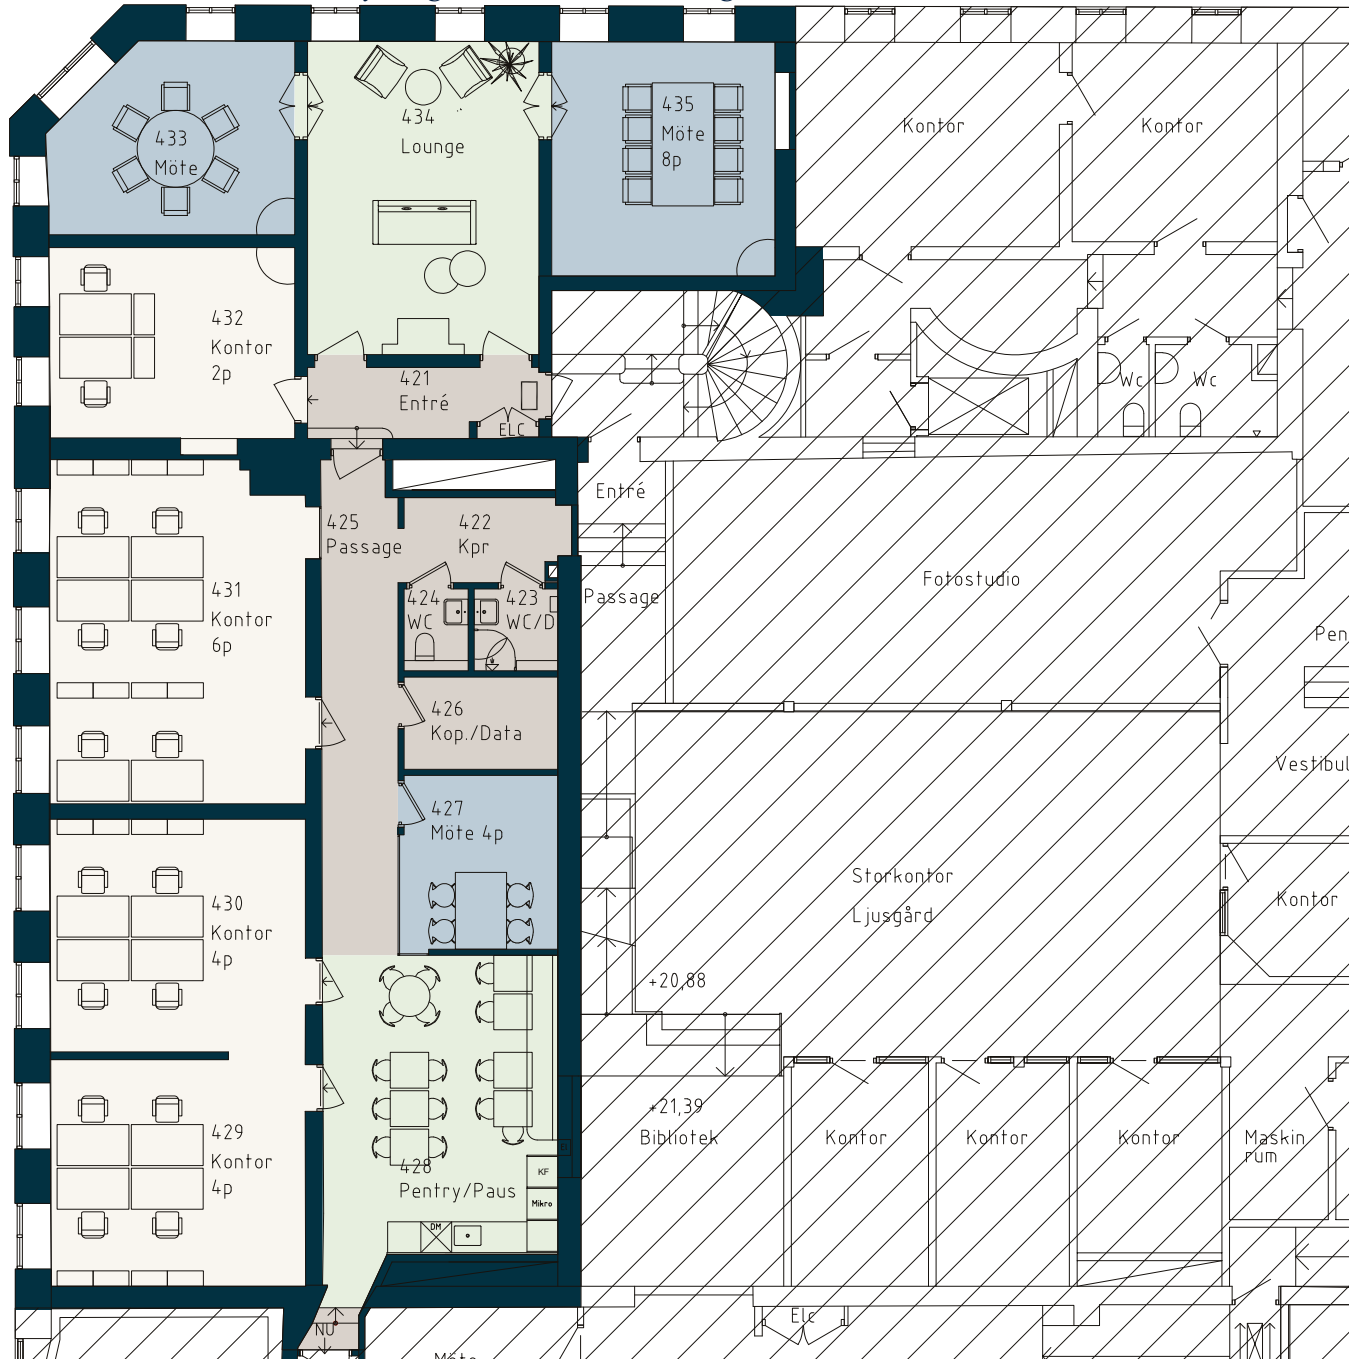 433
Möte
434
Lounge
435
Möte
8p
Kontor
Kontor
432
Kontor
2p
421
Entré
ELC
Wc
Wc
425
Passage
422
Kpr
Entré
424
WC
423
WC/D
Passage
Fotostudio
431
Kontor
6p
Pen
426
Kop./Data
427
Möte 4p
Vestibul
Storkontor
Ljusgård
Kontor
430
Kontor
4p
+20,88
429
Kontor
4p
428
Pentry/Paus
KF
Mikro
DM
+21,39
Bibliotek
Kontor
Kontor
Kontor
Maskin
rum
NU
Elc
Möte